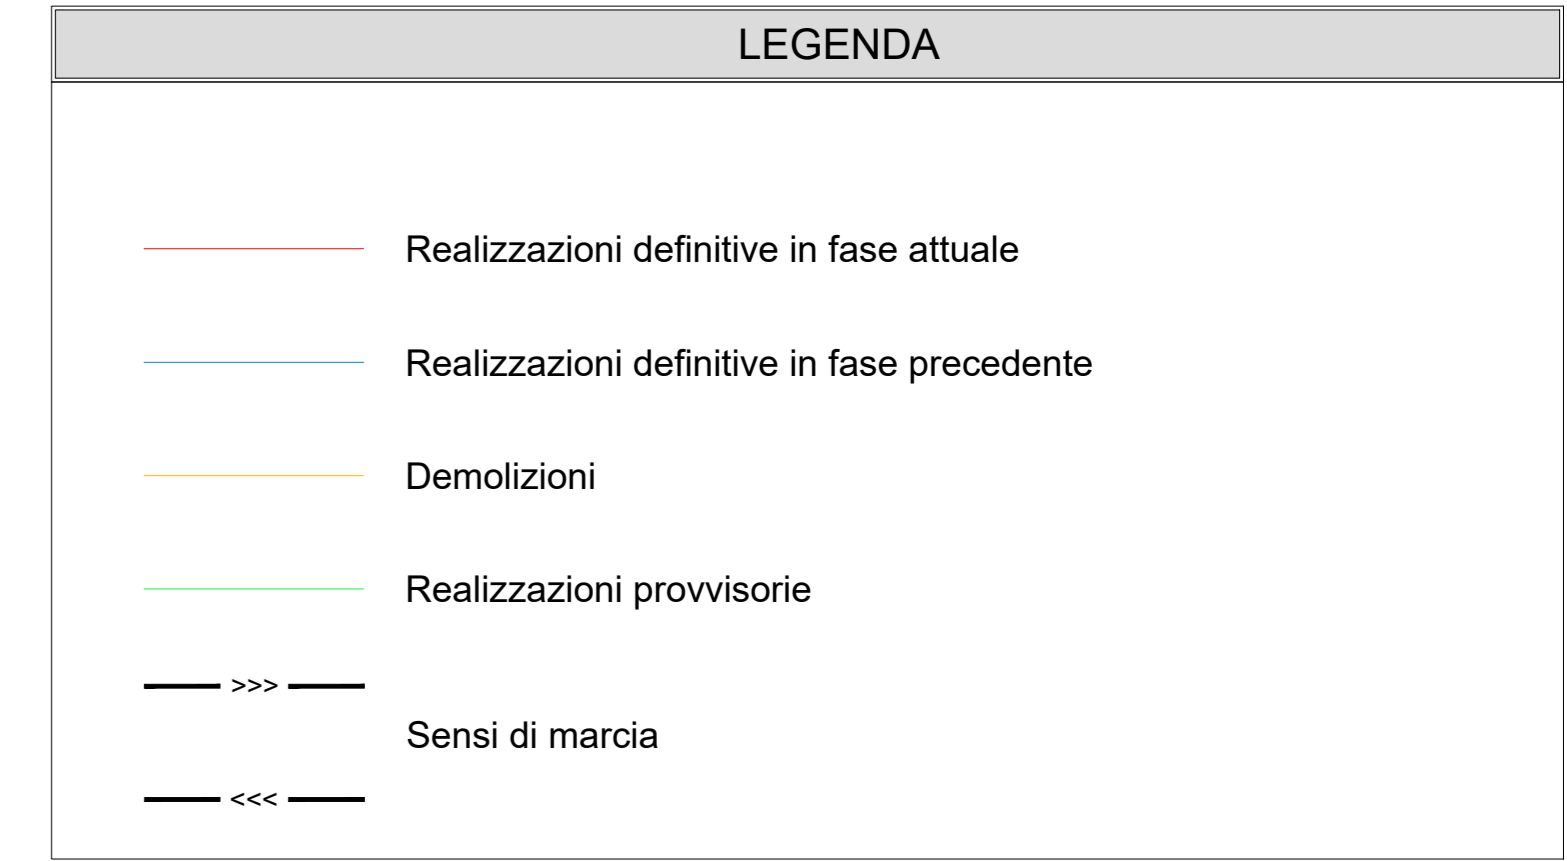 LEGENDA
Realizzazioni definitive in fase attuale
Realizzazioni definitive in fase precedente
Demolizioni
Realizzazioni provvisorie
>>>
Sensi di marcia
<<<